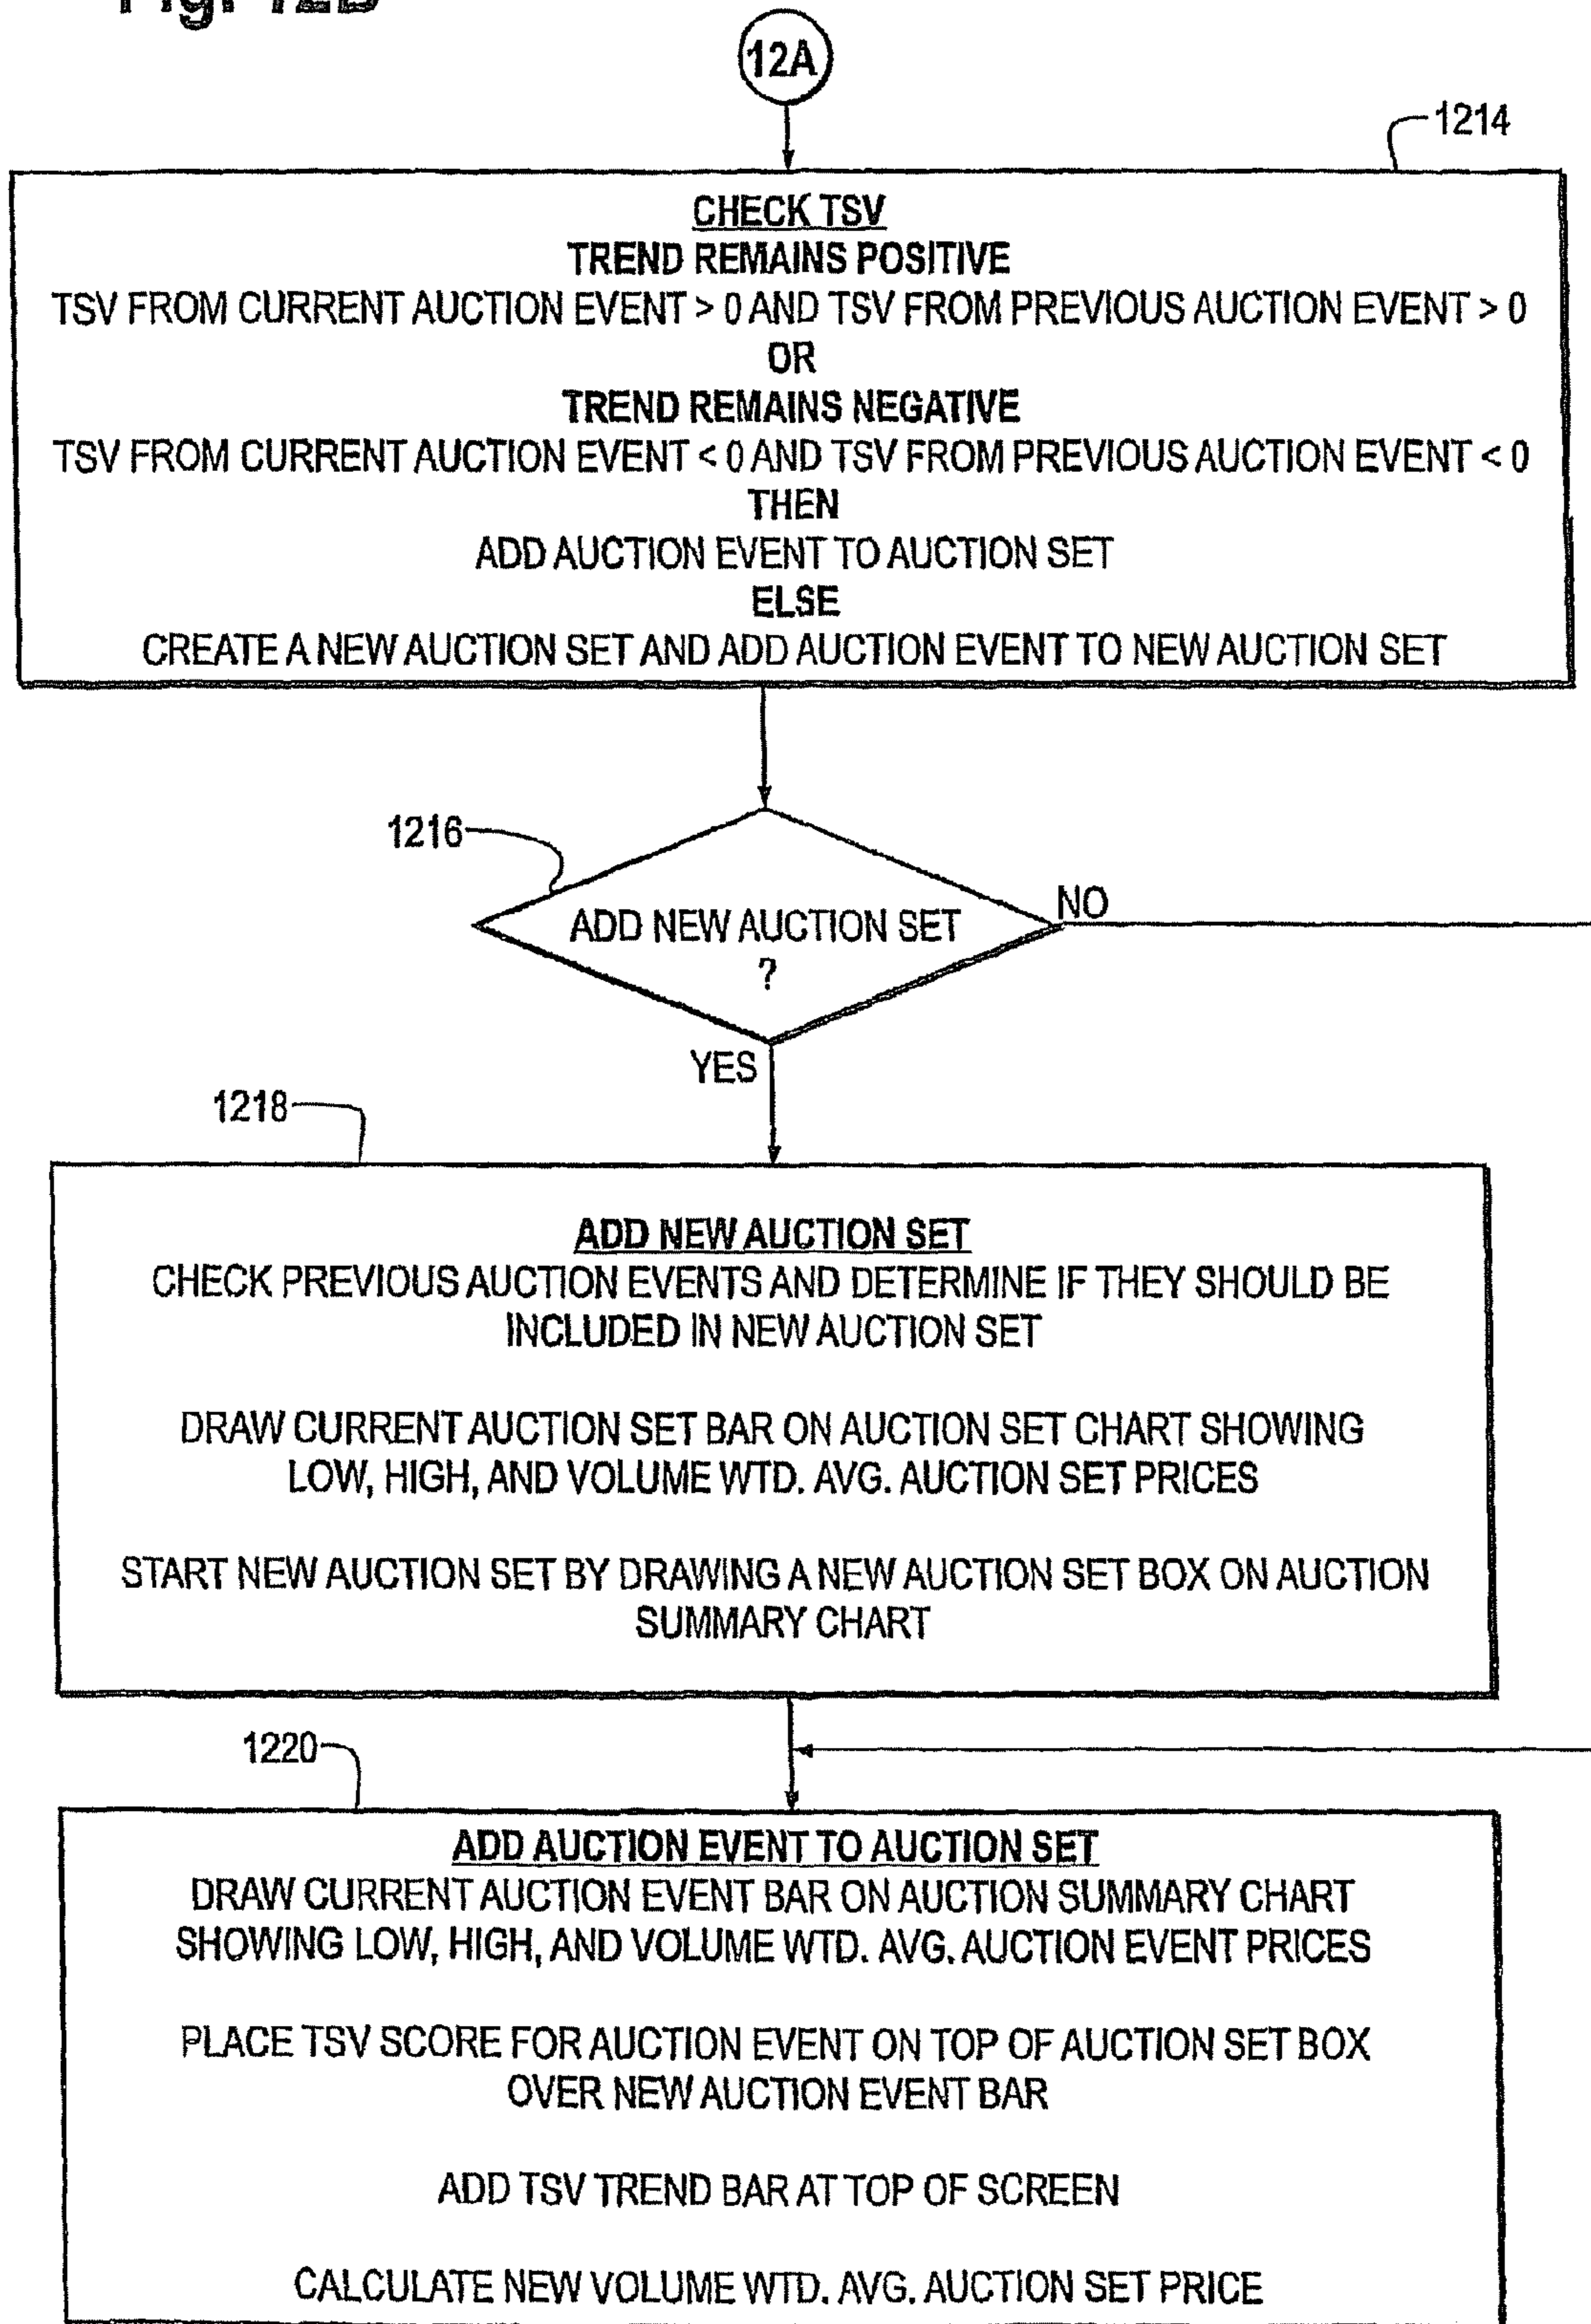 Fig. 12B
12A
1214
CHECK TSV
TREND REMAINS POSITIVE
TSV FROM CURRENT AUCTION EVENT > 0 AND TSV FROM PREVIOUS AUCTION EVENT > 0
OR
TREND REMAINS NEGATIVE
TSV FROM CURRENT AUCTION EVENT < 0 AND TSV FROM PREVIOUS AUCTION EVENT < 0
THEN
ADD AUCTION EVENT TO AUCTION SET
ELSE
CREATE A NEW AUCTION SET AND ADD AUCTION EVENT TO NEW AUCTION SET
1216
ADD NEW AUCTION SET
?
NO
YES
1218
ADD NEW AUCTION SET
CHECK PREVIOUS AUCTION EVENTS AND DETERMINE IF THEY SHOULD BE
INCLUDED IN NEW AUCTION SET
DRAW CURRENT AUCTION SET BAR ON AUCTION SET CHART SHOWING
LOW, HIGH, AND VOLUME WTD. AVG. AUCTION SET PRICES
START NEW AUCTION SET BY DRAWING A NEW AUCTION SET BOX ON AUCTION
SUMMARY CHART
1220
ADD AUCTION EVENT TO AUCTION SET
DRAW CURRENT AUCTION EVENT BAR ON AUCTION SUMMARY CHART
SHOWING LOW, HIGH, AND VOLUME WTD. AVG. AUCTION EVENT PRICES
PLACE TSV SCORE FOR AUCTION EVENT ON TOP OF AUCTION SET BOX
OVER NEW AUCTION EVENT BAR
ADD TSV TREND BAR AT TOP OF SCREEN
CALCULATE NEW VOLUME WTD. AVG. AUCTION SET PRICE